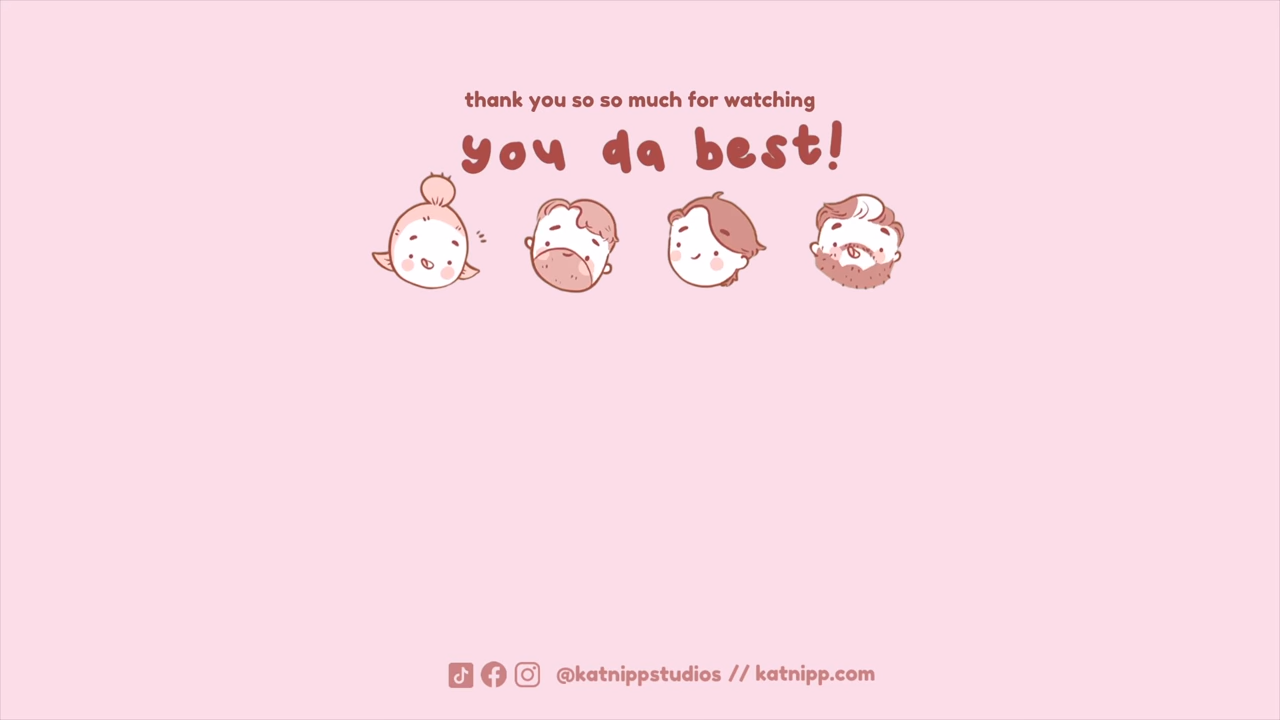 thank you so so much for watching
you da best!
@katnippstudios // katnipp.com